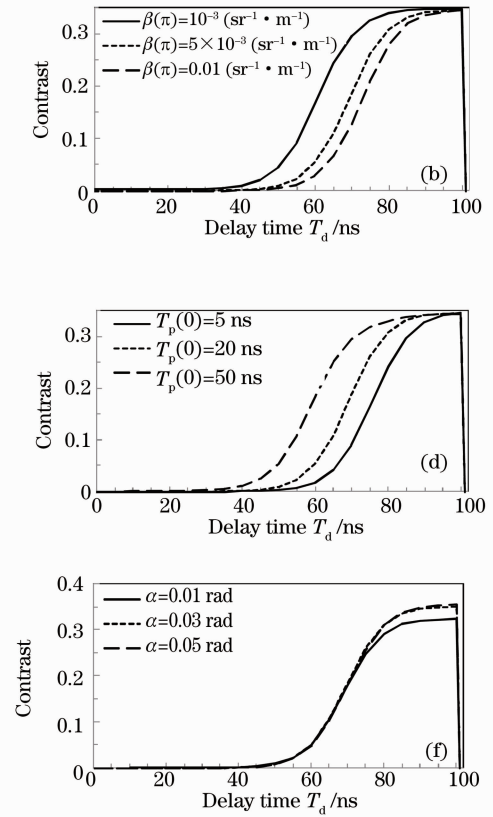 0.3
0.2
0.1
0
Contrast
β(π)=10⁻³ (sr⁻¹•m⁻¹)
β(π)=5×10⁻³ (sr⁻¹•m⁻¹)
β(π)=0.01 (sr⁻¹•m⁻¹)
(b)
0 20 40 60 80 100
Delay time T_d /ns
0.3
0.2
0.1
0
Contrast
T_p(0)=5 ns
T_p(0)=20 ns
T_p(0)=50 ns
(d)
0 20 40 60 80 100
Delay time T_d /ns
0.4
0.3
0.2
0.1
0
Contrast
α=0.01 rad
α=0.03 rad
α=0.05 rad
(f)
0 20 40 60 80 100
Delay time T_d /ns